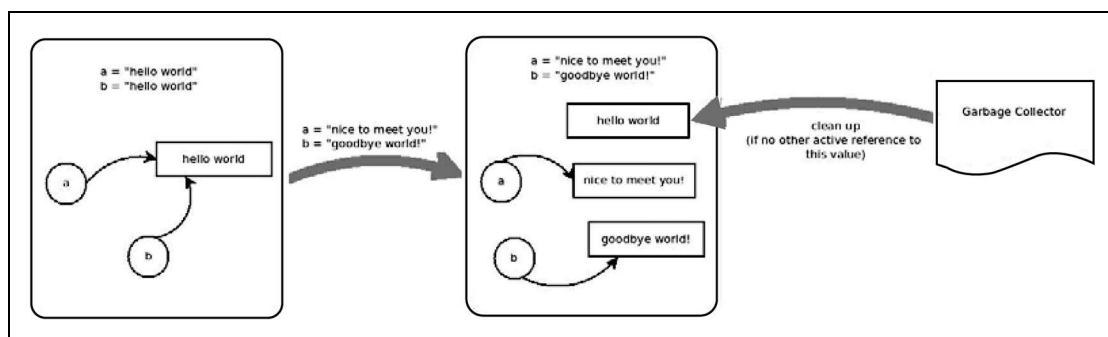 a = "hello world"
b = "hello world"
hello world
a
b
a = "nice to meet you!"
b = "goodbye world!"
a = "nice to meet you!"
b = "goodbye world!"
hello world
a
nice to meet you!
goodbye world!
b
clean up
(if no other active reference to
this value)
Garbage Collector